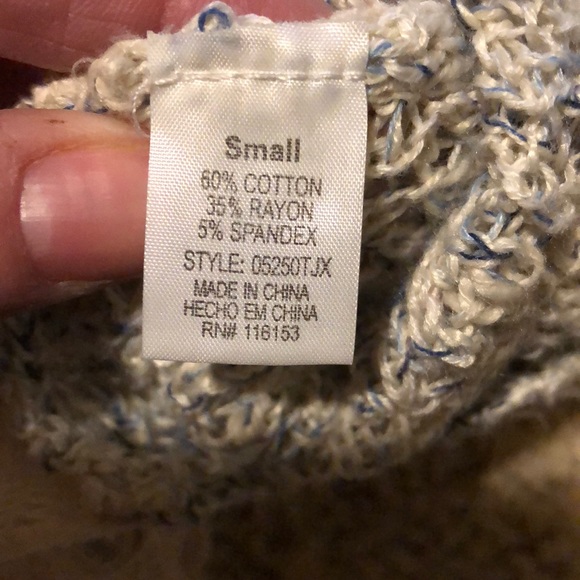 Small
60% COTTON
35% RAYON
5% SPANDEX
STYLE: 05250TJX
MADE IN CHINA
HECHO EM CHINA
RN# 116153